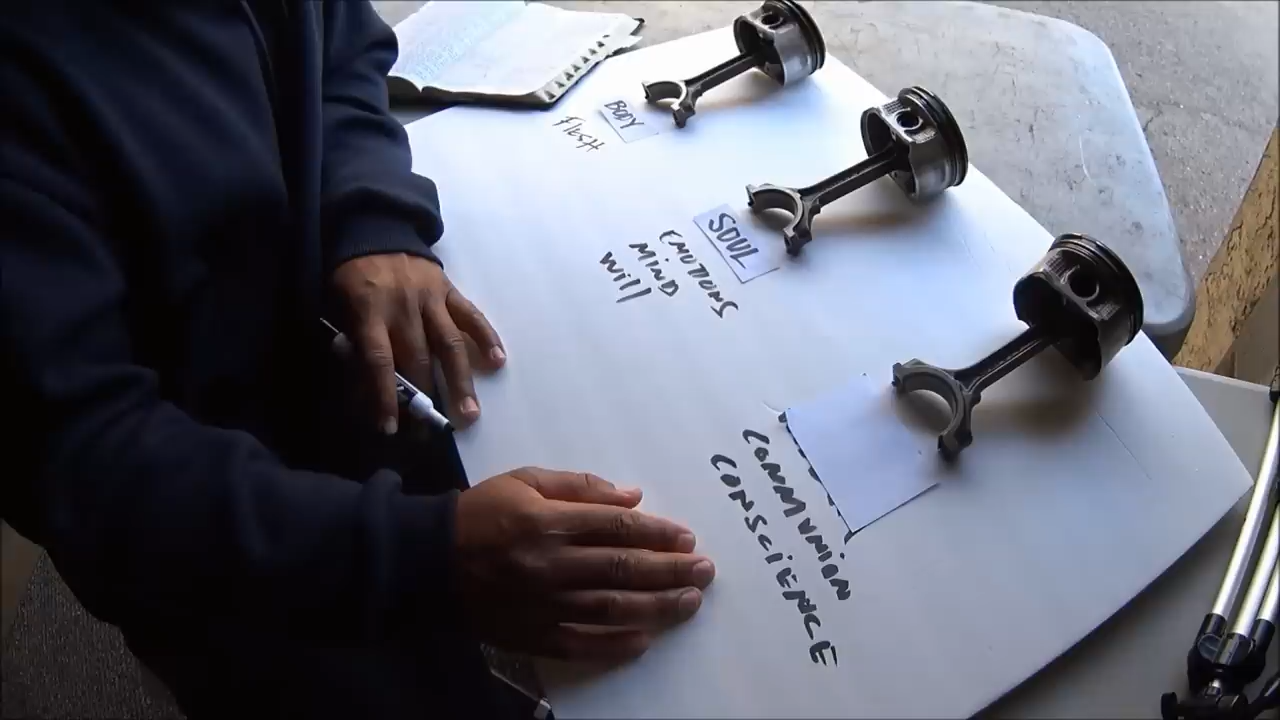 BODY
FlesH
SOUL
EMOTIONS
MIND
Will
COMMUNION
CONSCIENCE